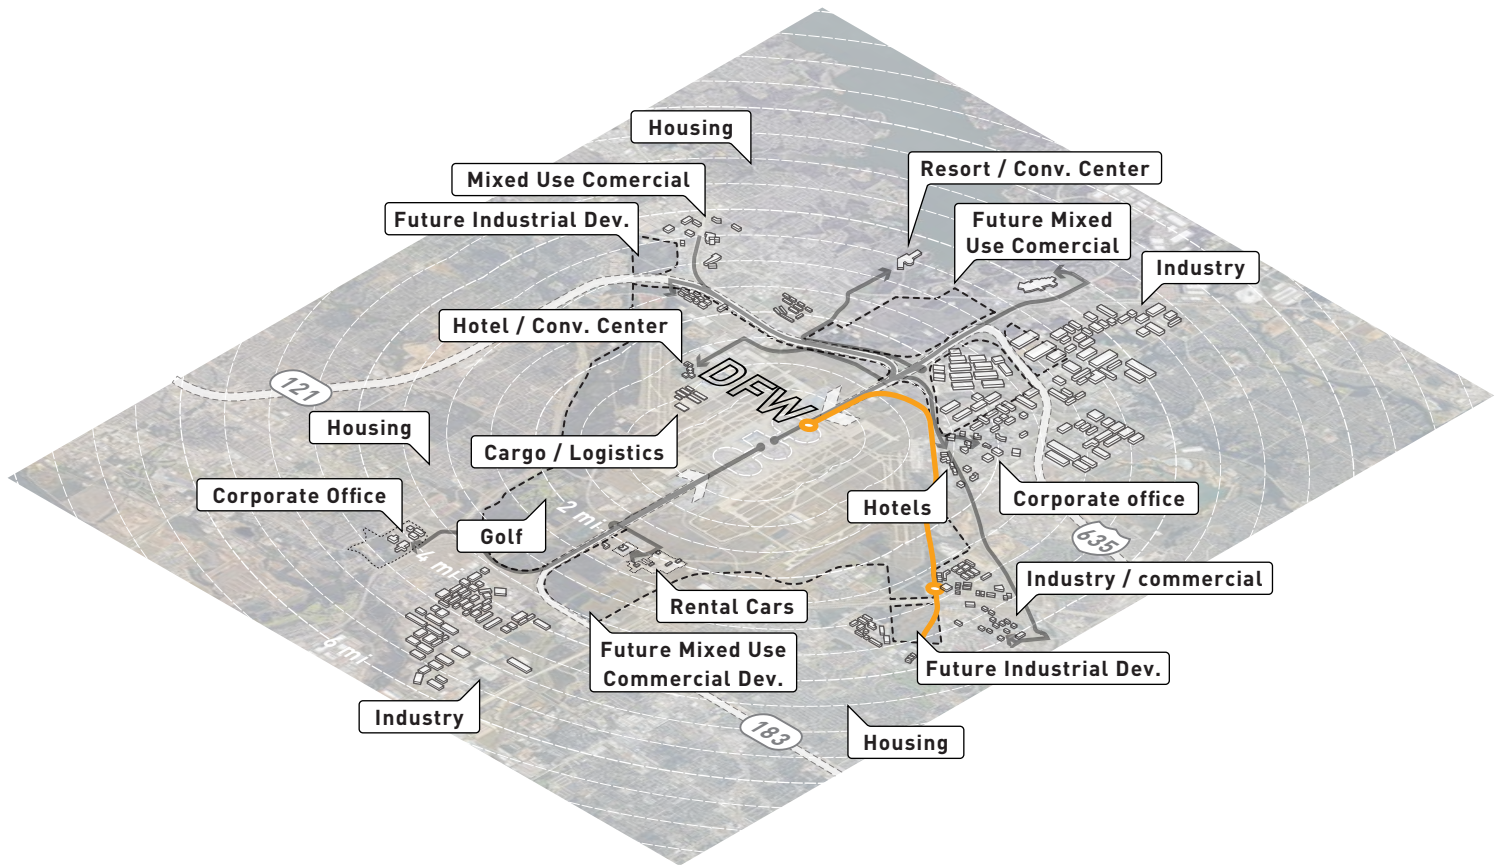 Housing
Mixed Use Comercial
Resort / Conv. Center
Future Industrial Dev.
Future Mixed
Use Comercial
Industry
Hotel / Conv. Center
DFW
121
Housing
Cargo / Logistics
Corporate Office
Golf
2 mi.
Hotels
Corporate office
4 mi
635
Industry / commercial
Rental Cars
6 mi
Future Mixed Use
Commercial Dev.
Future Industrial Dev.
Industry
183
Housing